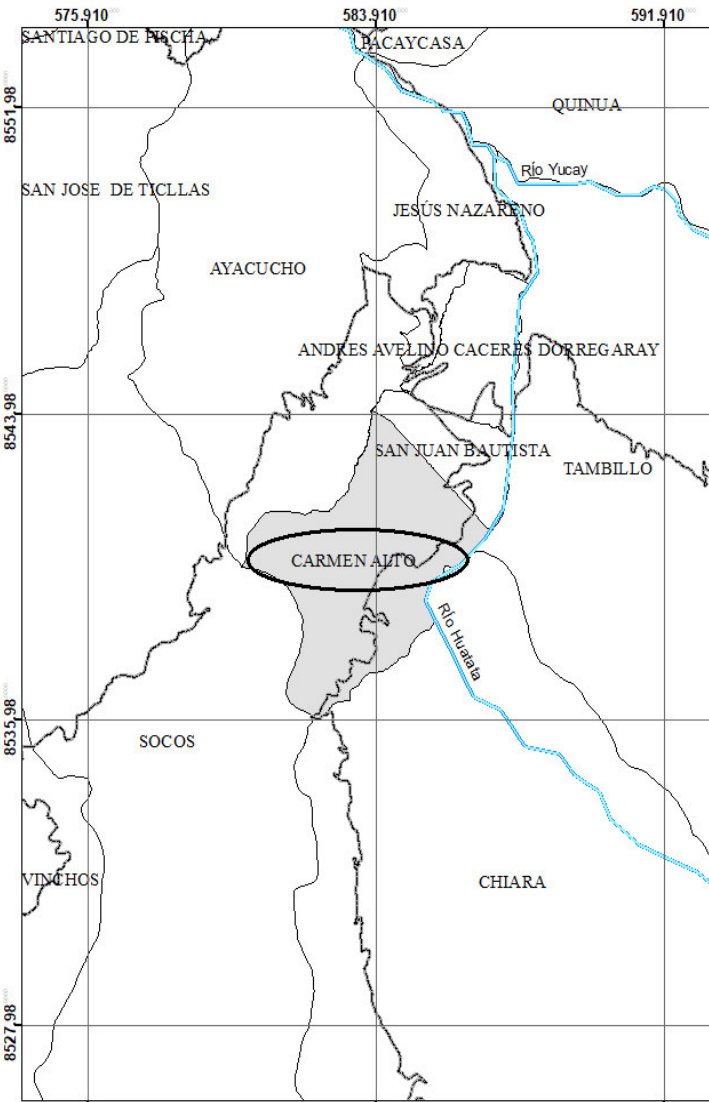 575.910 583.910 591.910
SANTIAGO DE PISCHA
PACAYCASA
8551,98
QUINUA
Río Yucay
SAN JOSE DE TICLLAS
JESÚS NAZARENO
AYACUCHO
ANDRES AVELINO CACERES DORREGARAY
8543,98
SAN JUAN BAUTISTA
TAMBILLO
CARMEN ALTO
Río Huatata
8535,98
SOCOS
VINCHOS
CHIARA
8527,98